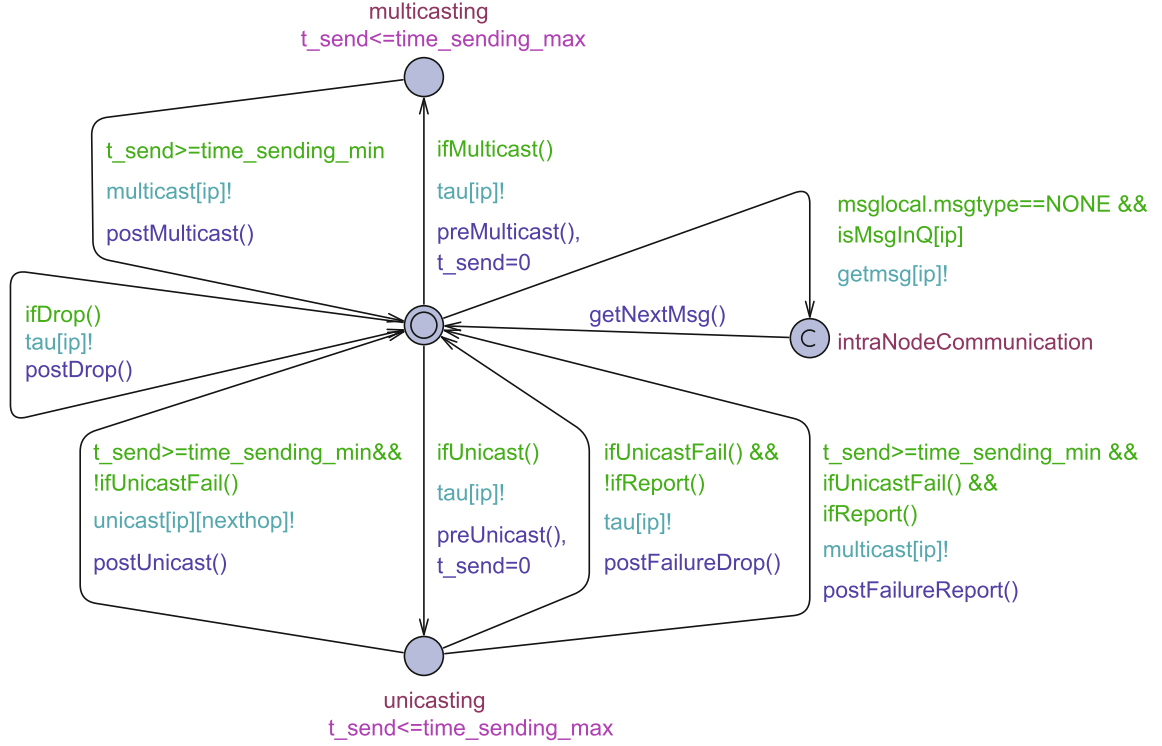 multicasting
t_send<=time_sending_max
t_send>=time_sending_min
multicast[ip]!
postMulticast()
ifMulticast()
tau[ip]!
preMulticast(),
t_send=0
msglocal.msgtype==NONE &&
isMsgInQ[ip]
getmsg[ip]!
ifDrop()
tau[ip]!
postDrop()
getNextMsg()
C
intraNodeCommunication
t_send>=time_sending_min&&
!ifUnicastFail()
unicast[ip][nexthop]!
postUnicast()
ifUnicast()
tau[ip]!
preUnicast(),
t_send=0
ifUnicastFail() &&
!ifReport()
tau[ip]!
postFailureDrop()
t_send>=time_sending_min &&
ifUnicastFail() &&
ifReport()
multicast[ip]!
postFailureReport()
unicasting
t_send<=time_sending_max